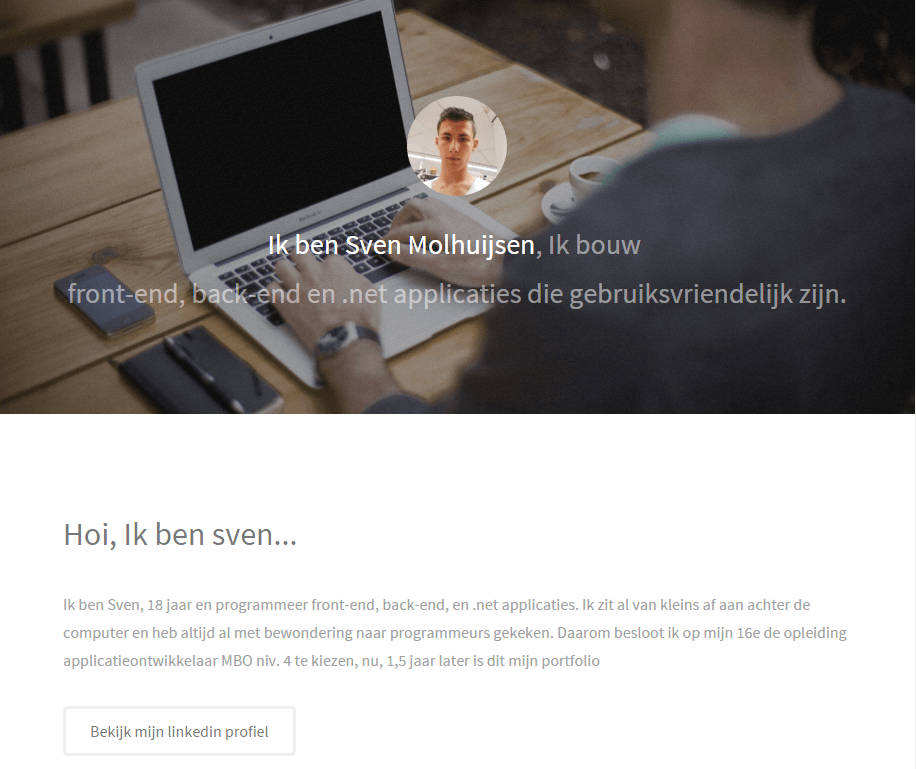 Ik ben Sven Molhuijsen, Ik bouw
front-end, back-end en .net applicaties die gebruiksvriendelijk zijn.
Hoi, Ik ben sven...
Ik ben Sven, 18 jaar en programmeer front-end, back-end, en .net applicaties. Ik zit al van kleins af aan achter de
computer en heb altijd al met bewondering naar programmeurs gekeken. Daarom besloot ik op mijn 16e de opleiding
applicatieontwikkelaar MBO niv. 4 te kiezen, nu, 1,5 jaar later is dit mijn portfolio
Bekijk mijn linkedin profiel